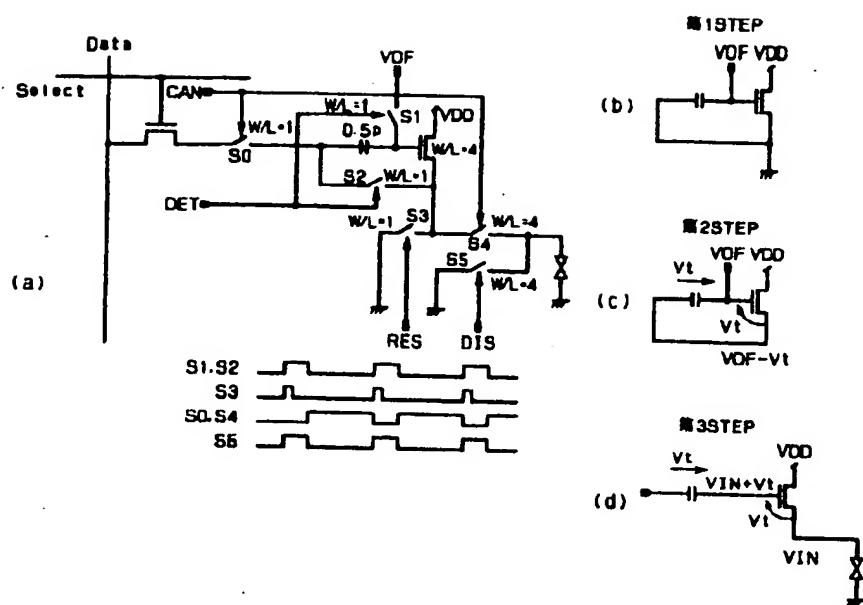 (a)
Data
Select
CAN
VOF
W/L=1
S1
VDD
W/L=1
S0
0.5p
W/L=4
S2
W/L=1
DET
W/L=1
S3
W/L=4
S4
S5
W/L=4
RES
DIS
S1.S2
S3
S0.S4
S5
第1STEP
(b)
VOF VDD
第2STEP
(c)
Vt
VOF VDD
Vt
VOF-Vt
第3STEP
(d)
Vt
VDD
VIN+Vt
Vt
VIN